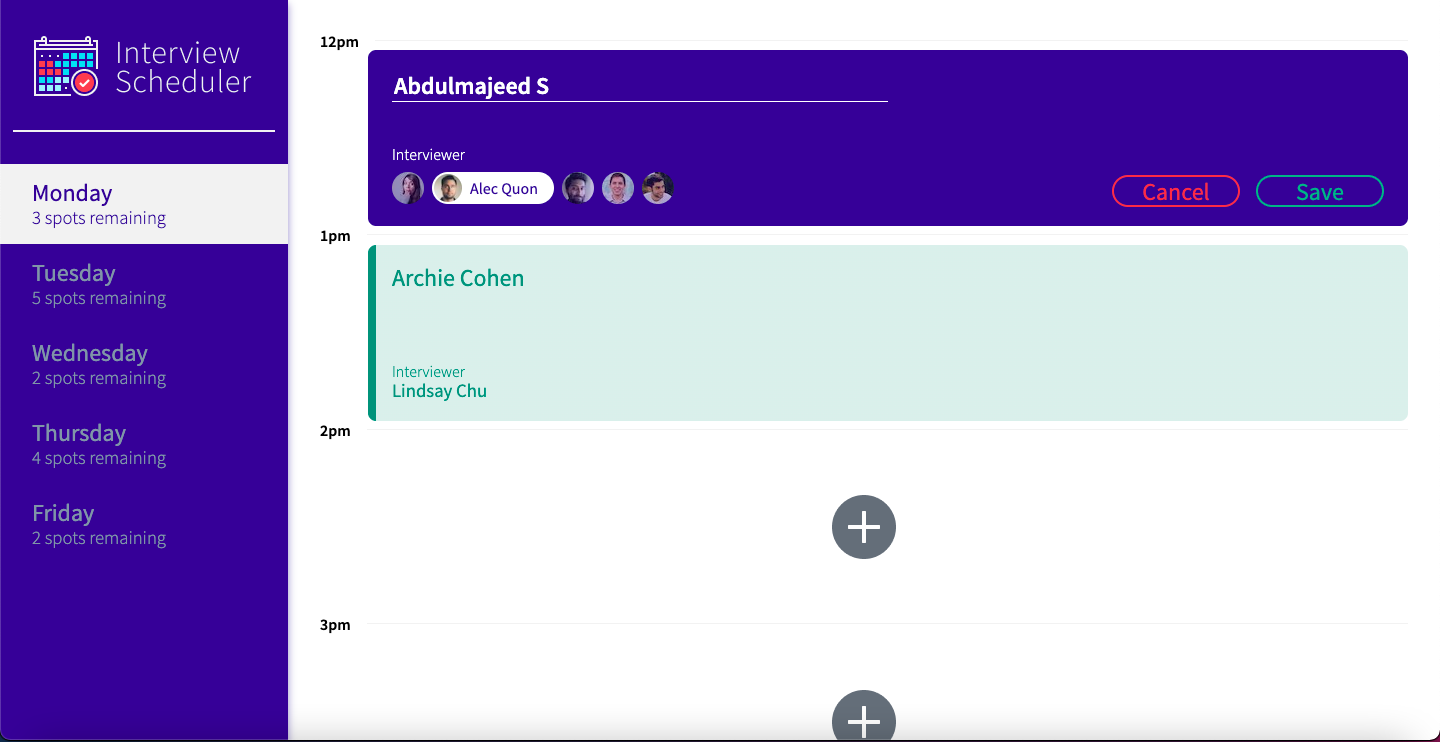 Interview
Scheduler
Monday
3 spots remaining
Tuesday
5 spots remaining
Wednesday
2 spots remaining
Thursday
4 spots remaining
Friday
2 spots remaining
12pm
Abdulmajeed S
Interviewer
Alec Quon
Cancel
Save
1pm
Archie Cohen
Interviewer
Lindsay Chu
2pm
3pm